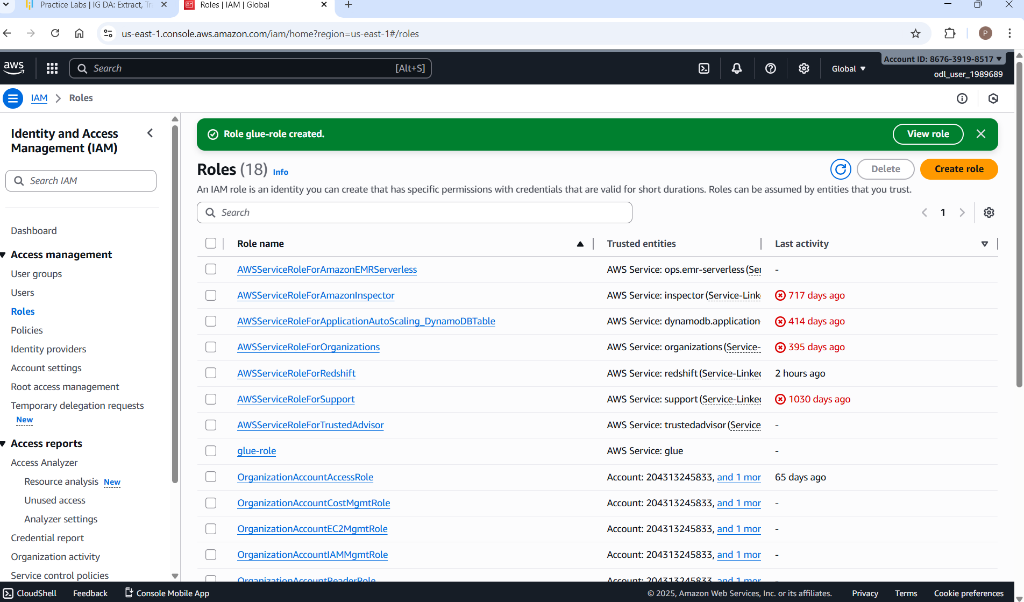 Practice Labs | IG DA: Extract, Tr
Roles | IAM | Global
us-east-1.console.aws.amazon.com/iam/home?region=us-east-1#/roles
P
aws
Search
[Alt+S]
Global
Account ID: 8676-3919-8517
odl_user_1989689
IAM > Roles
Identity and Access
Management (IAM)
Search IAM
Dashboard
Access management
User groups
Users
Roles
Policies
Identity providers
Account settings
Root access management
Temporary delegation requests
New
Access reports
Access Analyzer
Resource analysis New
Unused access
Analyzer settings
Credential report
Organization activity
Service control policies
Role glue-role created.
View role
Roles (18) Info
Delete
Create role
An IAM role is an identity you can create that has specific permissions with credentials that are valid for short durations. Roles can be assumed by entities that you trust.
Search
1
Role name Trusted entities Last activity
AWSServiceRoleForAmazonEMRServerless AWS Service: ops.emr-serverless (Ser -
AWSServiceRoleForAmazonInspector AWS Service: inspector (Service-Link 717 days ago
AWSServiceRoleForApplicationAutoScaling_DynamoDBTable AWS Service: dynamodb.application 414 days ago
AWSServiceRoleForOrganizations AWS Service: organizations (Service- 395 days ago
AWSServiceRoleForRedshift AWS Service: redshift (Service-Linked 2 hours ago
AWSServiceRoleForSupport AWS Service: support (Service-Linked 1030 days ago
AWSServiceRoleForTrustedAdvisor AWS Service: trustedadvisor (Service -
glue-role AWS Service: glue -
OrganizationAccountAccessRole Account: 204313245833, and 1 mor 65 days ago
OrganizationAccountCostMgmtRole Account: 204313245833, and 1 mor -
OrganizationAccountEC2MgmtRole Account: 204313245833, and 1 mor -
OrganizationAccountIAMMgmtRole Account: 204313245833, and 1 mor -
OrganizationAccountReaderRole Account: 204313245833, and 1 mor -
CloudShell Feedback Console Mobile App
© 2025, Amazon Web Services, Inc. or its affiliates. Privacy Terms Cookie preferences